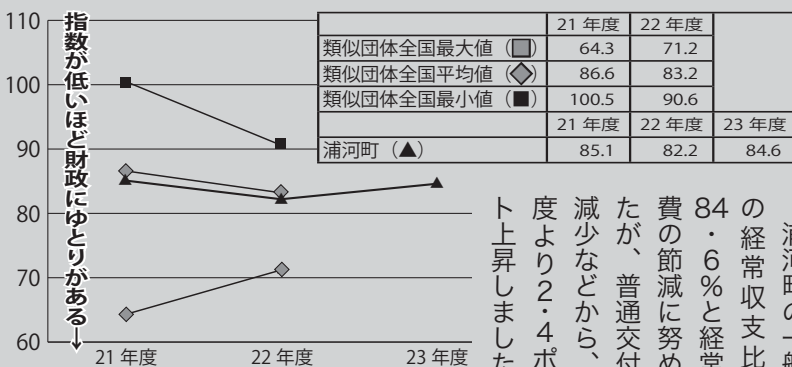 110
100
90
80
70
60
指数が低いほど財政にゆとりがある→
21年度 22年度 23年度
21年度 22年度
類似団体全国最大値（■） 64.3 71.2
類似団体全国平均値（◆） 86.6 83.2
類似団体全国最小値（■） 100.5 90.6
21年度 22年度 23年度
浦河町（▲） 85.1 82.2 84.6
浦河町の一般
の経常収支比
84・6％と経常
費の節減に努め
たが、普通交付
減少などから、
度より2・4ポ
ト上昇しました